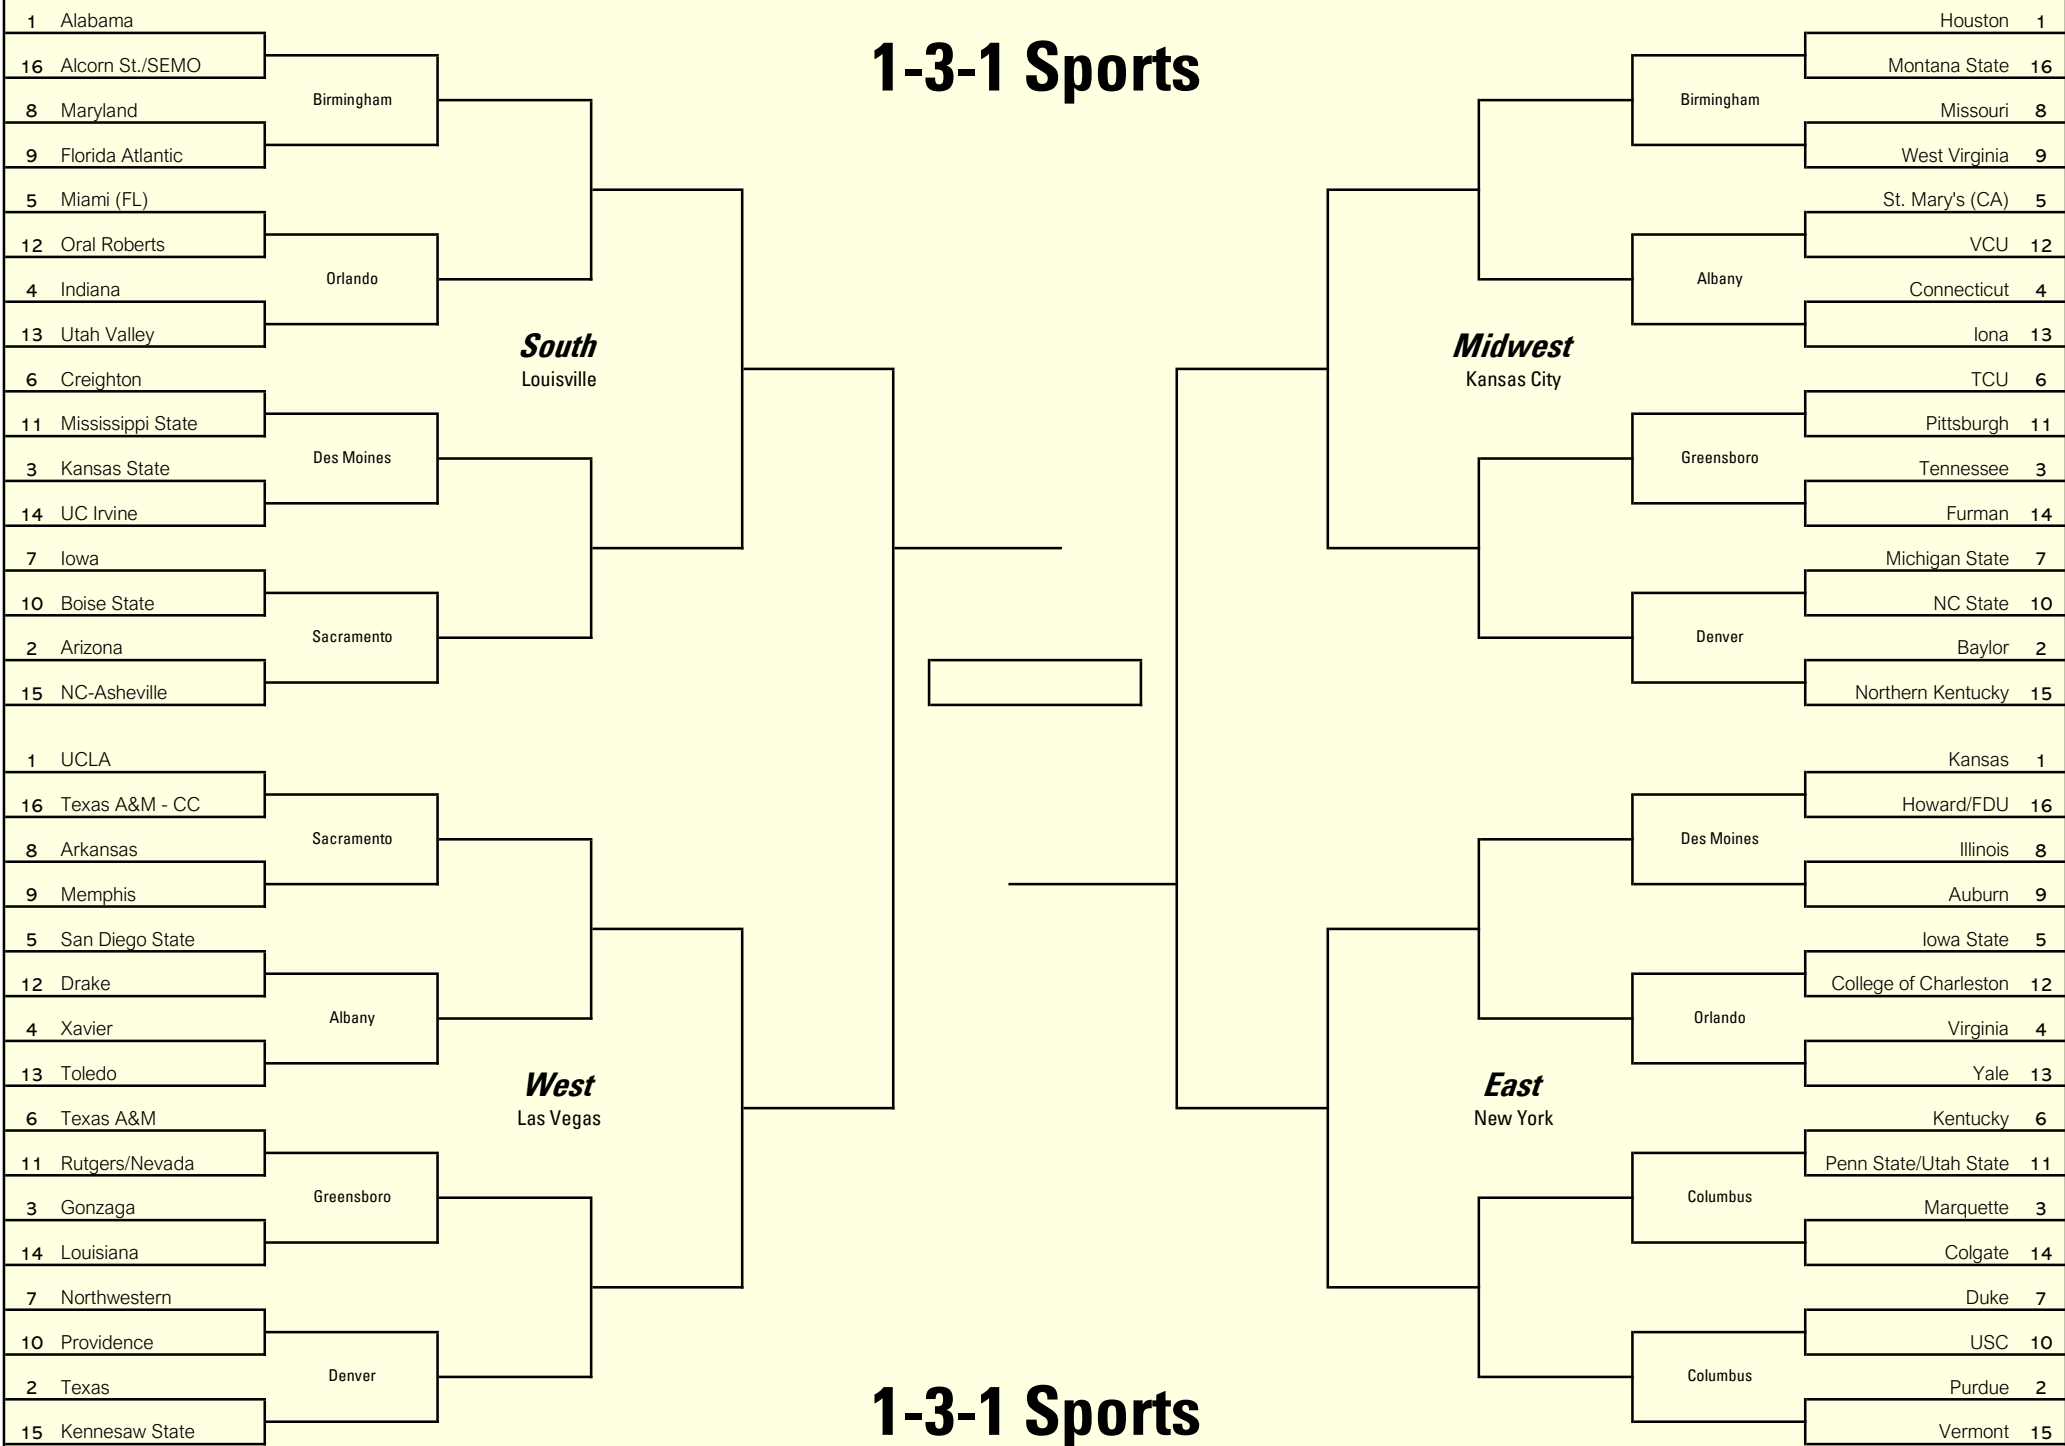 1-3-1 Sports
1 Alabama
16 Alcorn St./SEMO
Birmingham
8 Maryland
9 Florida Atlantic
5 Miami (FL)
12 Oral Roberts
Orlando
4 Indiana
13 Utah Valley
South
Louisville
6 Creighton
11 Mississippi State
Des Moines
3 Kansas State
14 UC Irvine
7 Iowa
10 Boise State
Sacramento
2 Arizona
15 NC-Asheville
1 UCLA
16 Texas A&M - CC
Sacramento
8 Arkansas
9 Memphis
5 San Diego State
12 Drake
Albany
4 Xavier
13 Toledo
West
Las Vegas
6 Texas A&M
11 Rutgers/Nevada
Greensboro
3 Gonzaga
14 Louisiana
7 Northwestern
10 Providence
Denver
2 Texas
15 Kennesaw State
Houston 1
Montana State 16
Birmingham
Missouri 8
West Virginia 9
St. Mary's (CA) 5
VCU 12
Albany
Connecticut 4
Iona 13
Midwest
Kansas City
TCU 6
Pittsburgh 11
Greensboro
Tennessee 3
Furman 14
Michigan State 7
NC State 10
Denver
Baylor 2
Northern Kentucky 15
Kansas 1
Howard/FDU 16
Des Moines
Illinois 8
Auburn 9
Iowa State 5
College of Charleston 12
Orlando
Virginia 4
Yale 13
East
New York
Kentucky 6
Penn State/Utah State 11
Columbus
Marquette 3
Colgate 14
Duke 7
USC 10
Columbus
Purdue 2
Vermont 15
1-3-1 Sports